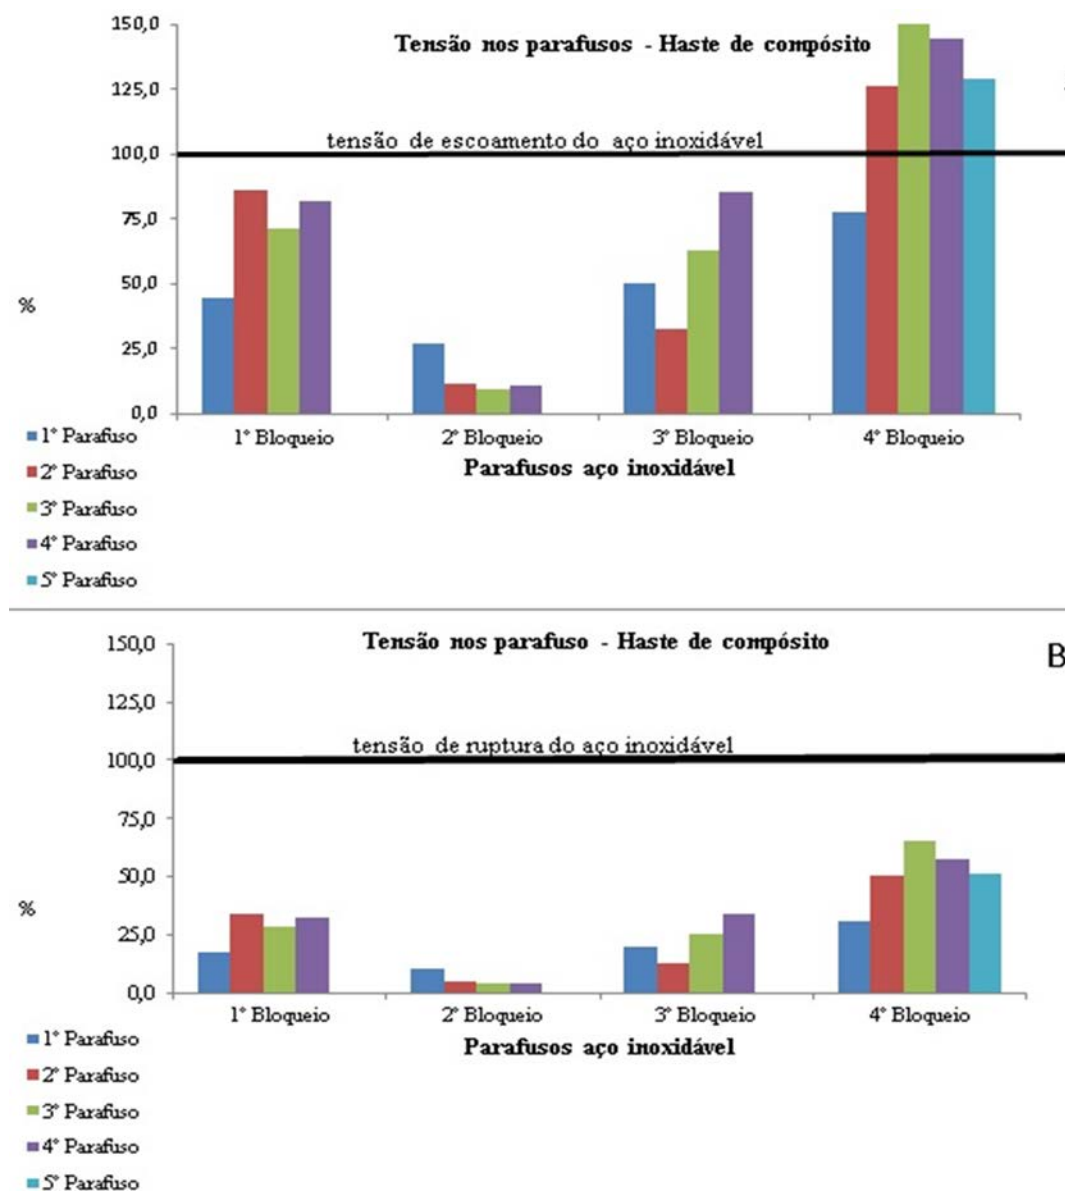 150,0
Tensão nos parafusos - Haste de compósito
125,0
tensão de escoamento do aço inoxidável
100,0
75,0
50,0
%
25,0
0,0
1° Bloqueio 2° Bloqueio 3° Bloqueio 4° Bloqueio
Parafusos aço inoxidável
1° Parafuso
2° Parafuso
3° Parafuso
4° Parafuso
5° Parafuso
Tensão nos parafuso - Haste de compósito
150,0
B
125,0
tensão de ruptura do aço inoxidável
100,0
75,0
50,0
%
25,0
0,0
1° Bloqueio 2° Bloqueio 3° Bloqueio 4° Bloqueio
Parafusos aço inoxidável
1° Parafuso
2° Parafuso
3° Parafuso
4° Parafuso
5° Parafuso